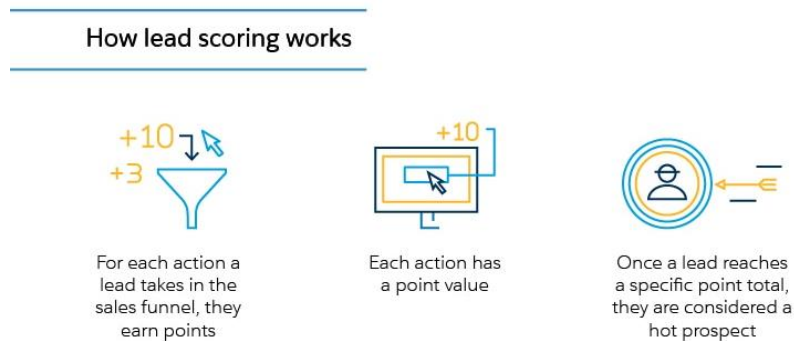 How lead scoring works
+10
+3
For each action a
lead takes in the
sales funnel, they
earn points
+10
Each action has
a point value
Once a lead reaches
a specific point total,
they are considered a
hot prospect